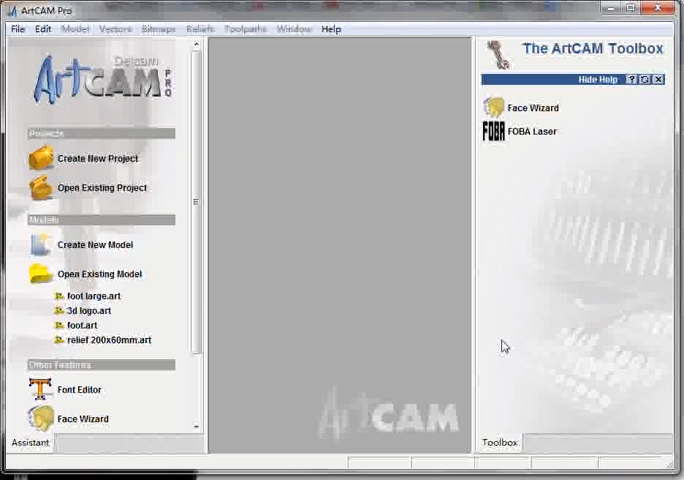 ArtCAM Pro
File Edit Model Vectors Bitmaps Reliefs Toolpaths Window Help
Delcam
ArtCAM PRO
Projects
Create New Project
Open Existing Project
Models
Create New Model
Open Existing Model
foot large.art
3d logo.art
foot.art
relief 200x60mm.art
Other Features
Font Editor
Face Wizard
Assistant
ArtCAM
The ArtCAM Toolbox
Hide Help ?
Face Wizard
FOBA FOBA Laser
Toolbox